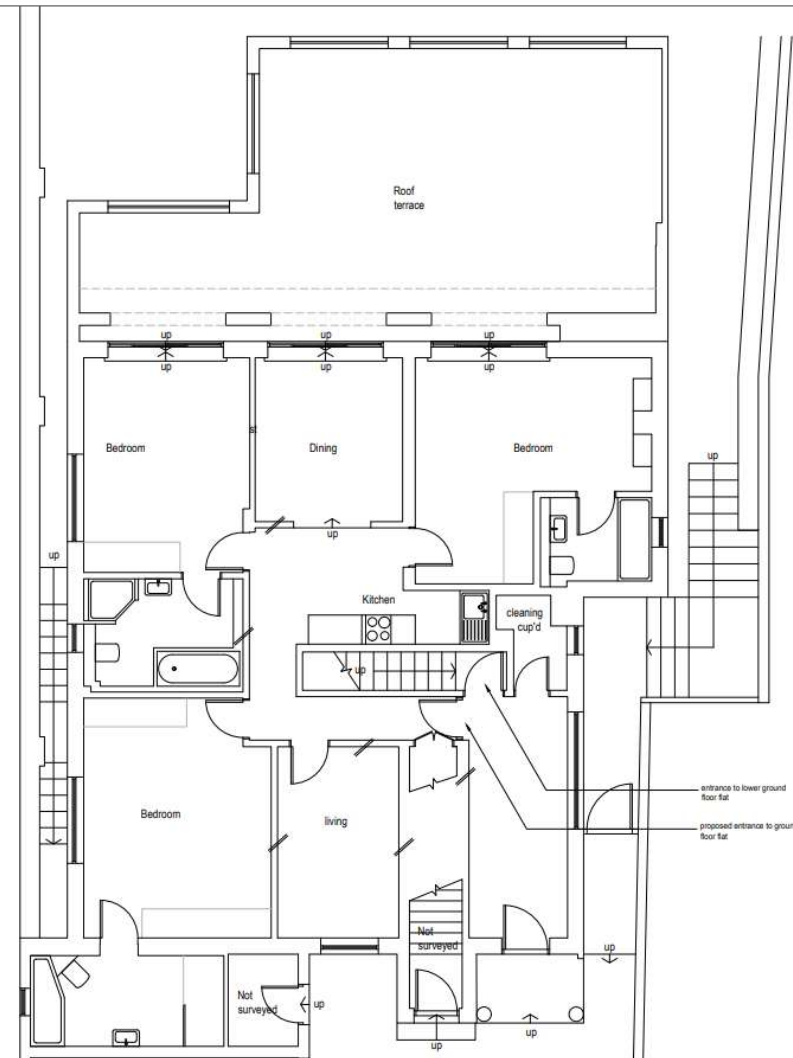 Roof
terrace
up
up
up
up
up
up
Bedroom
st
Dining
Bedroom
up
up
up
Kitchen
cleaning
cup'd
up
entrance to lower ground
floor flat
Bedroom
living
proposed entrance to groun
floor flat
Not
surveyed
up
Not
surveyed
up
up
up